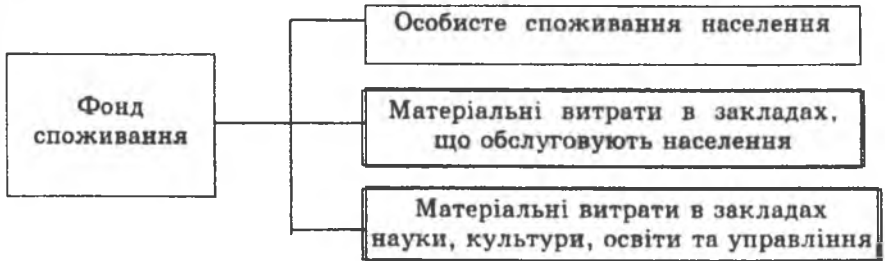 Особисте споживання населення
Фонд
споживання
Матеріальні витрати в закладах,
що обслуговують населення
Матеріальні витрати в закладах
науки, культури, освіти та управління